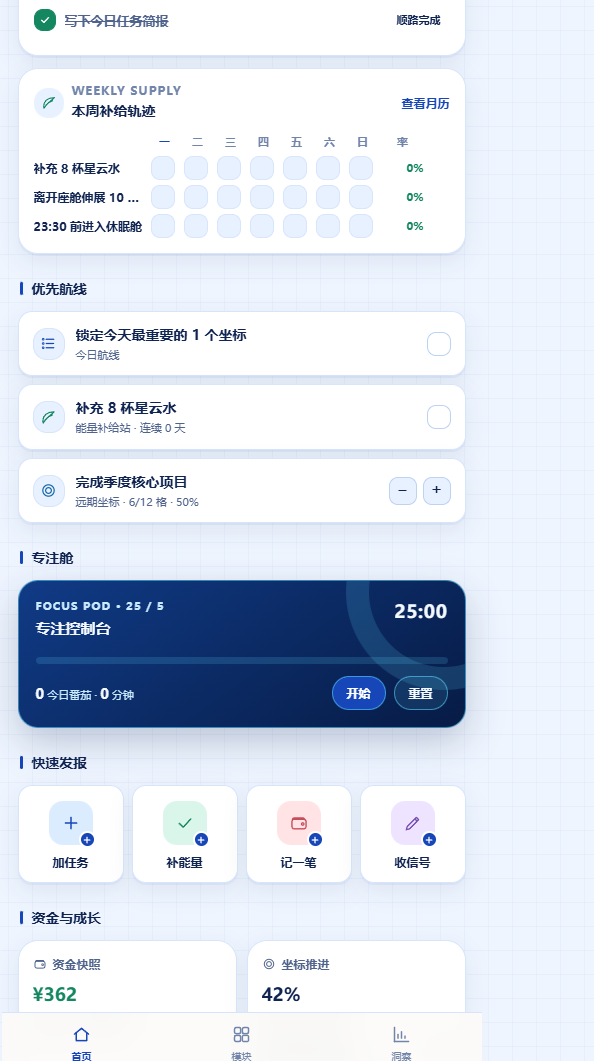 写下今日任务简报 顺路完成
WEEKLY SUPPLY
本周补给轨迹 查看月历
一 二 三 四 五 六 日 率
补充 8 杯星云水 0%
离开座舱伸展 10 ... 0%
23:30 前进入休眠舱 0%
优先航线
锁定今天最重要的 1 个坐标
今日航线
补充 8 杯星云水
能量补给站 · 连续 0 天
完成季度核心项目
远期坐标 · 6/12 格 · 50%
− +
专注舱
FOCUS POD • 25 / 5
25:00
专注控制台
0 今日番茄 · 0 分钟 开始 重置
快速发报
加任务 补能量 记一笔 收信号
资金与成长
资金快照 坐标推进
¥362 42%
首页 模块 洞察